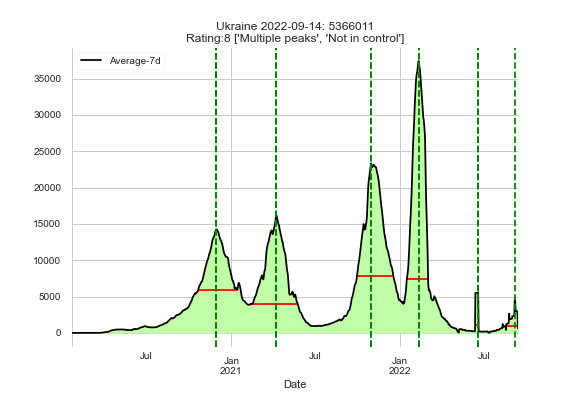 Ukraine 2022-09-14: 5366011
Rating:8 ['Multiple peaks', 'Not in control']
Average-7d
35000
30000
25000
20000
15000
10000
5000
0
Jul
Jan
2021
Jul
Jan
2022
Jul
Date